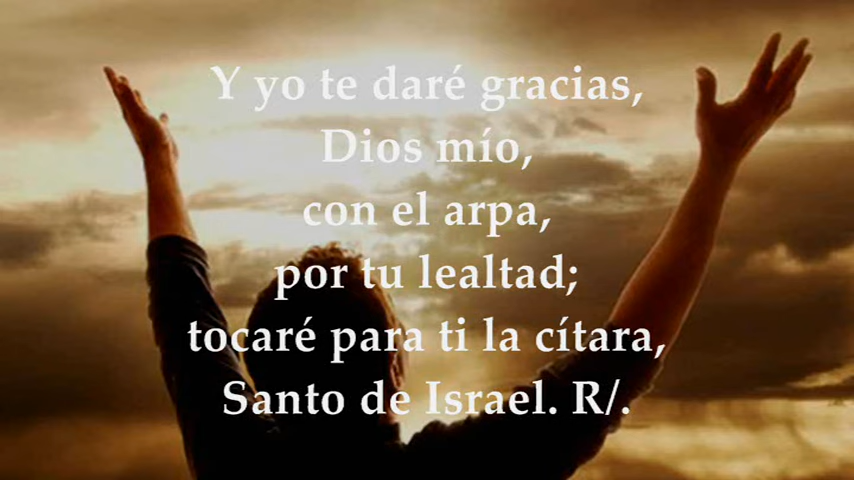 Y yo te daré gracias,
Dios mío,
con el arpa,
por tu lealtad;
tocaré para ti la cítara,
Santo de Israel. R/.